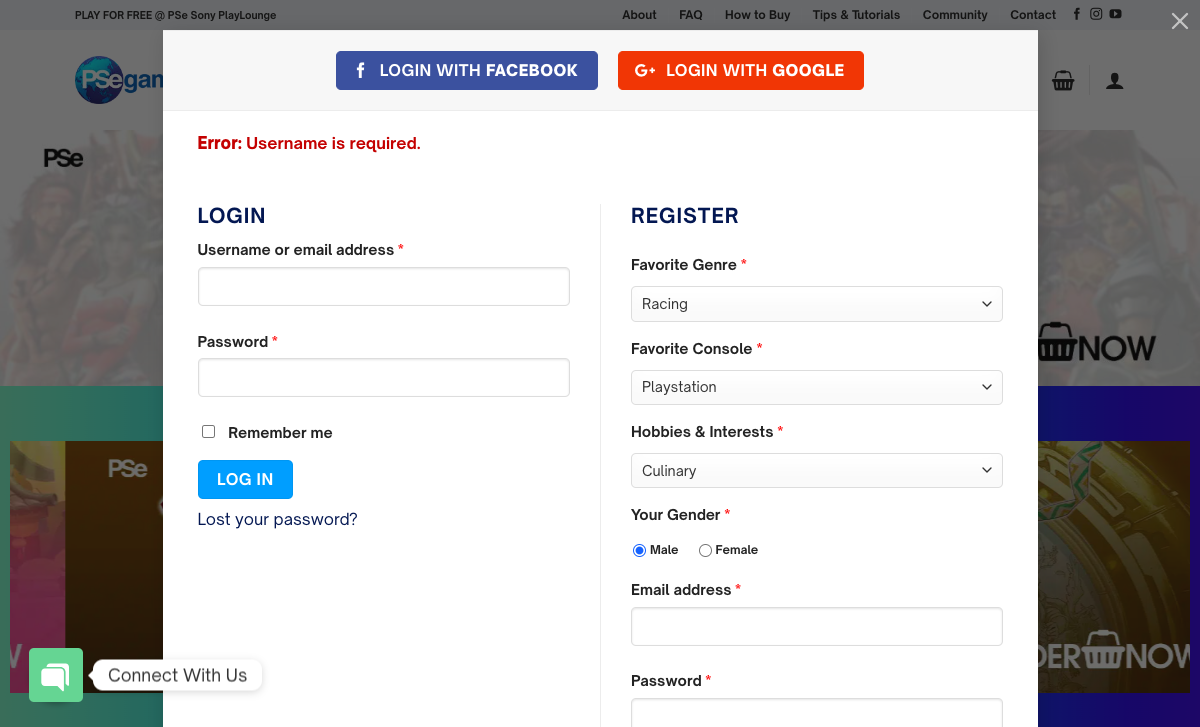 PLAY FOR FREE @ PSe Sony PlayLounge
About FAQ How to Buy Tips & Tutorials Community Contact
PSegam
LOGIN WITH FACEBOOK
LOGIN WITH GOOGLE
Error: Username is required.
PSe
LOGIN
Username or email address *
Password *
Remember me
LOG IN
Lost your password?
REGISTER
Favorite Genre *
Racing
Favorite Console *
Playstation
Hobbies & Interests *
Culinary
Your Gender *
Male Female
Email address *
Password *
NOW
PSe
W
DER NOW
Connect With Us